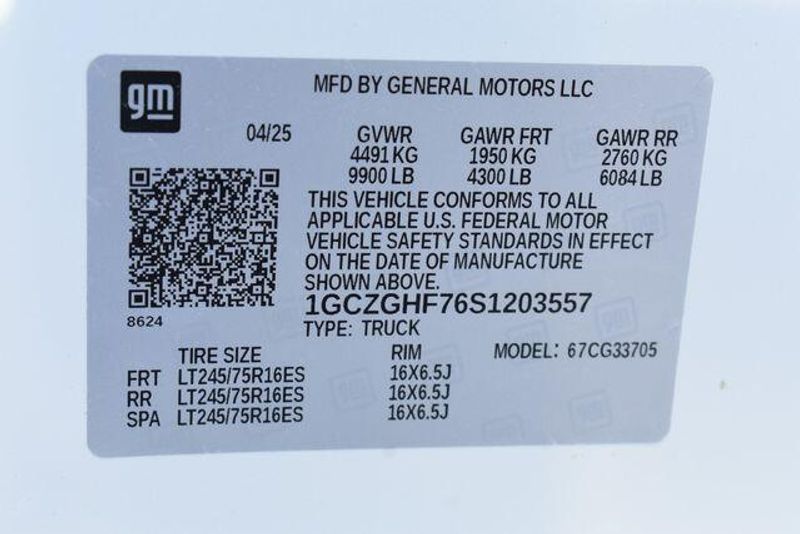 gm
MFD BY GENERAL MOTORS LLC
04/25 GVWR GAWR FRT GAWR RR
4491 KG 1950 KG 2760 KG
9900 LB 4300 LB 6084 LB
THIS VEHICLE CONFORMS TO ALL
APPLICABLE U.S. FEDERAL MOTOR
VEHICLE SAFETY STANDARDS IN EFFECT
ON THE DATE OF MANUFACTURE
SHOWN ABOVE.
1GCZGHF76S1203557
8624
TYPE: TRUCK
TIRE SIZE RIM MODEL: 67CG33705
FRT LT245/75R16ES 16X6.5J
RR LT245/75R16ES 16X6.5J
SPA LT245/75R16ES 16X6.5J